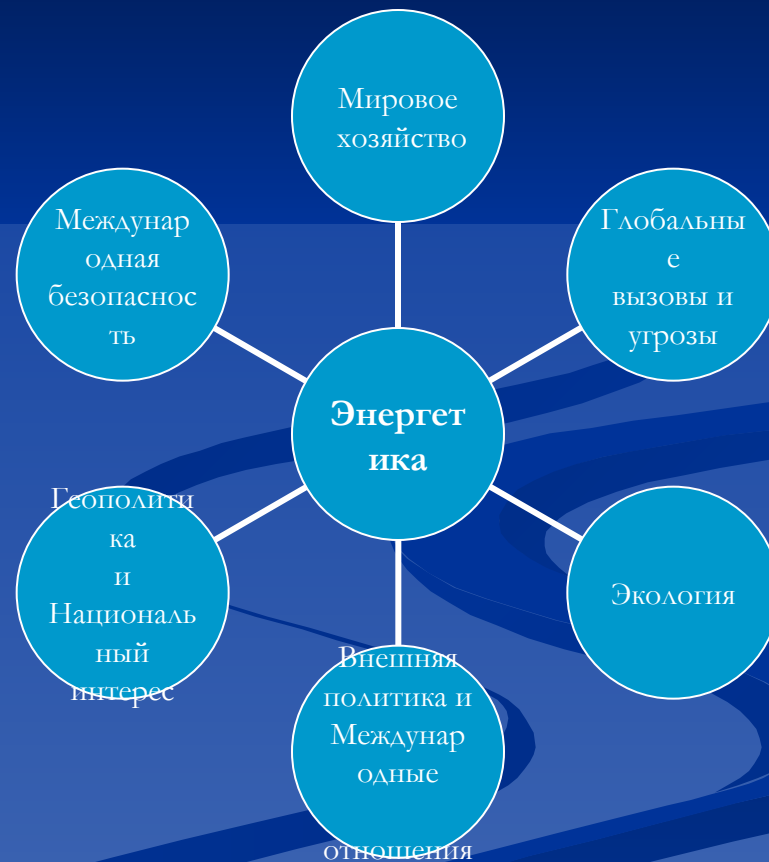 Мировое
хозяйство
Глобальны
е
вызовы и
угрозы
Экология
Внешняя
политика и
Междунар
одные
отношения
Геополити
ка
и
Националь
ный
интерес
Междунар
одная
безопаснос
ть
Энергет
ика